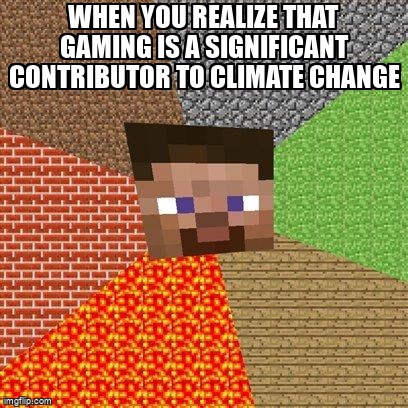 WHEN YOU REALIZE THAT
GAMING IS A SIGNIFICANT
CONTRIBUTOR TO CLIMATE CHANGE
imgflip.com